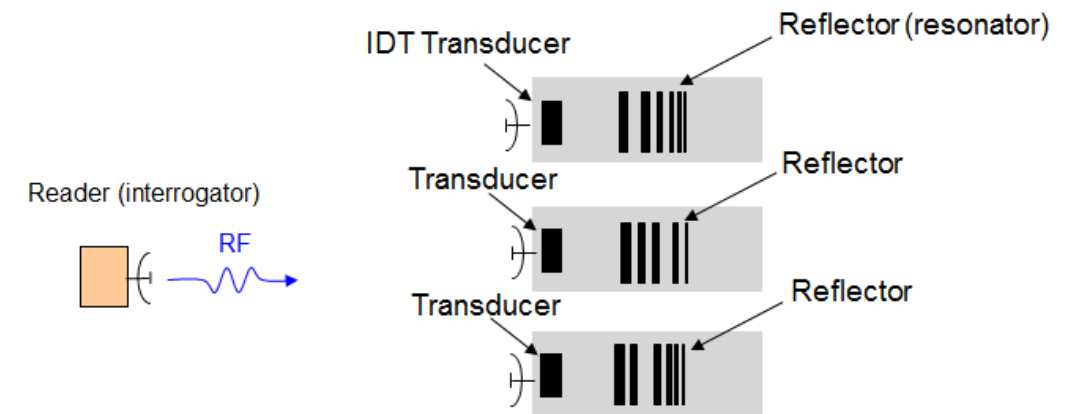 Reflector (resonator)
IDT Transducer
Reflector
Transducer
Reader (interrogator)
RF
Reflector
Transducer